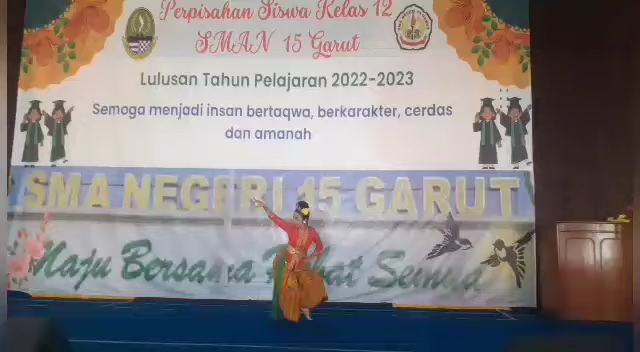 Perpisahan Siswa Kelas 12
SMAN 15 Garut
Lulusan Tahun Pelajaran 2022-2023
Semoga menjadi insan bertaqwa, berkarakter, cerdas
dan amanah
SMA NEGERI 15 GARUT
Maju Bersama Semua